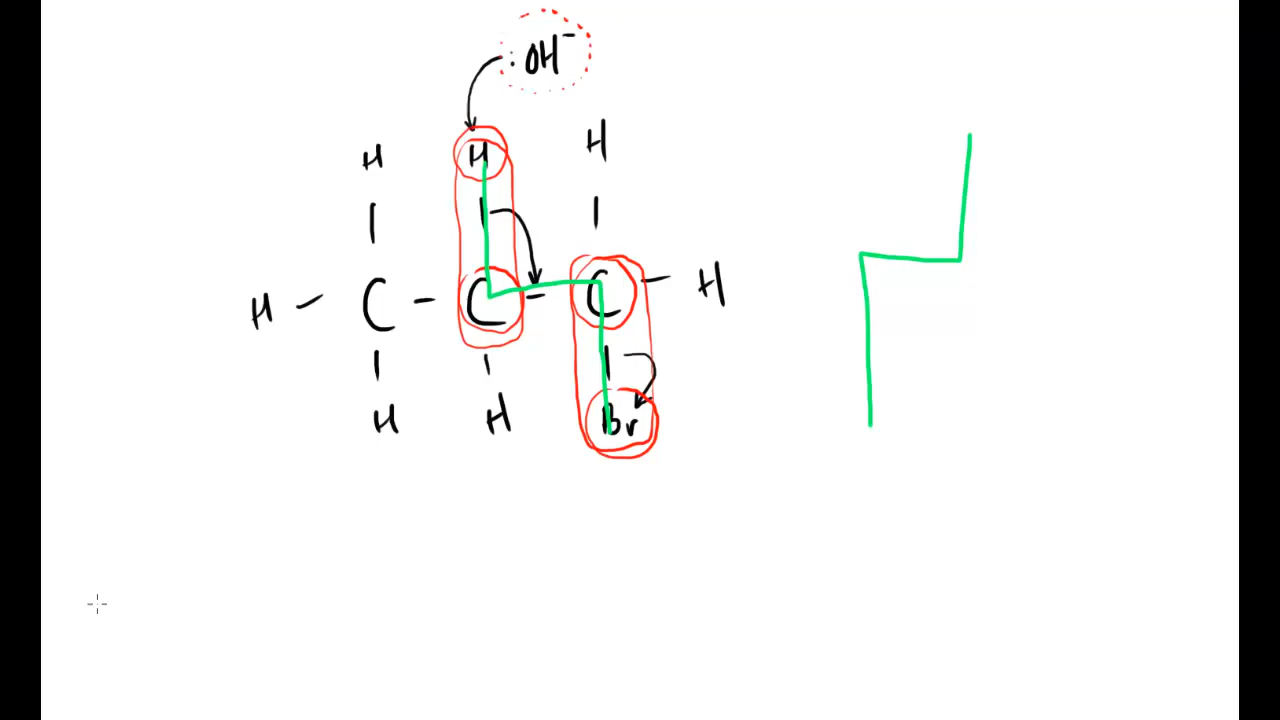 :OH⁻
H H H
H - C - C - C - H
H H Br